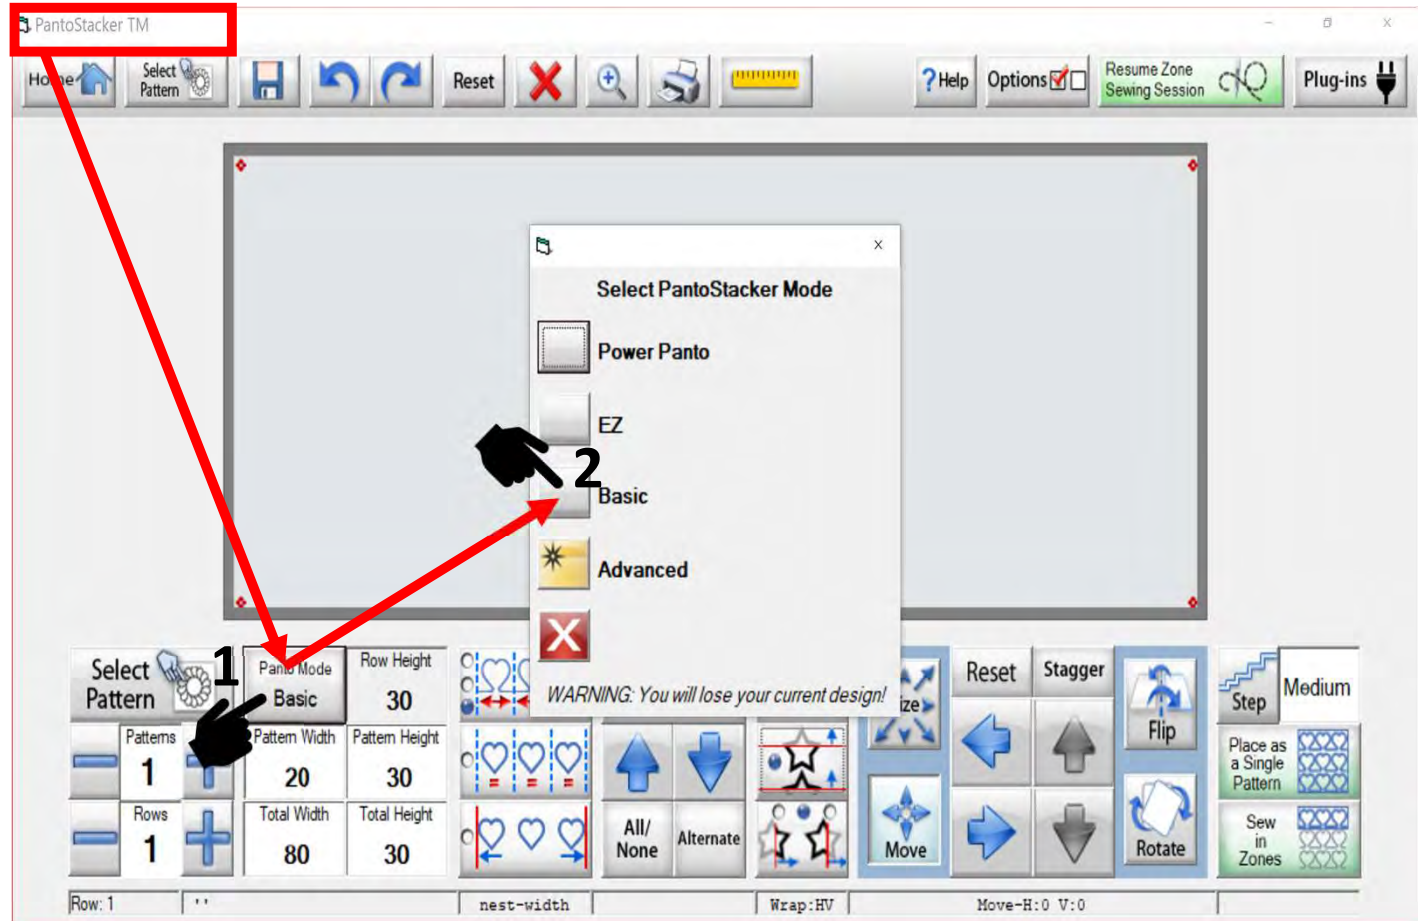 PantoStacker TM
Home
Select
Pattern
Reset
?Help
Options
Resume Zone
Sewing Session
Plug-ins
x
Select PantoStacker Mode
Power Panto
EZ
2
Basic
Advanced
X
WARNING: You will lose your current design!
1
Select
Pattern
Panto Mode
Basic
Row Height
30
Patterns
1
Pattern Width
20
Pattern Height
30
Rows
1
Total Width
80
Total Height
30
All/
None
Alternate
Move
Reset
Stagger
Flip
Rotate
Step
Medium
Place as
a Single
Pattern
Sew
in
Zones
Row: 1
''
nest-width
Wrap:HV
Move-H:0 V:0